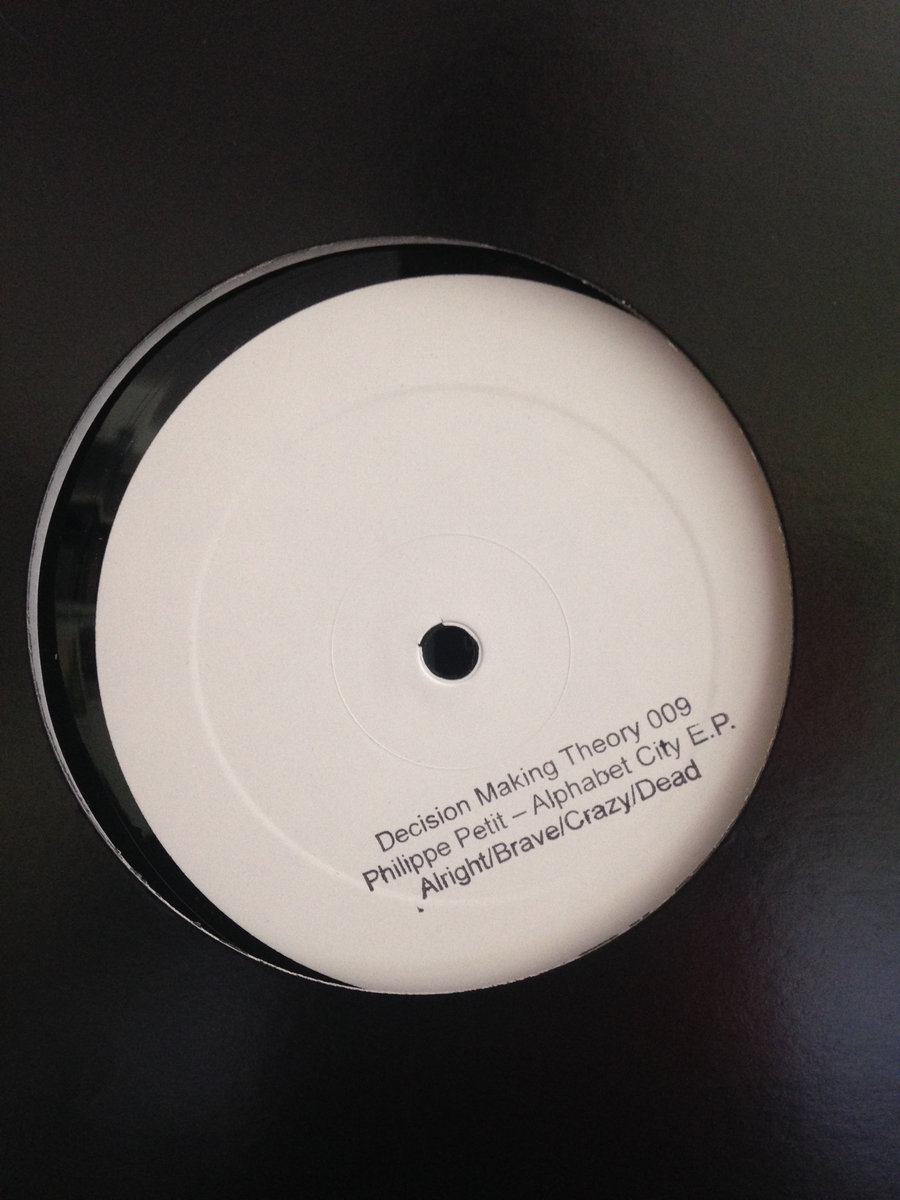 Decision Making Theory 009
Philippe Petit – Alphabet City E.P.
Alright/Brave/Crazy/Dead